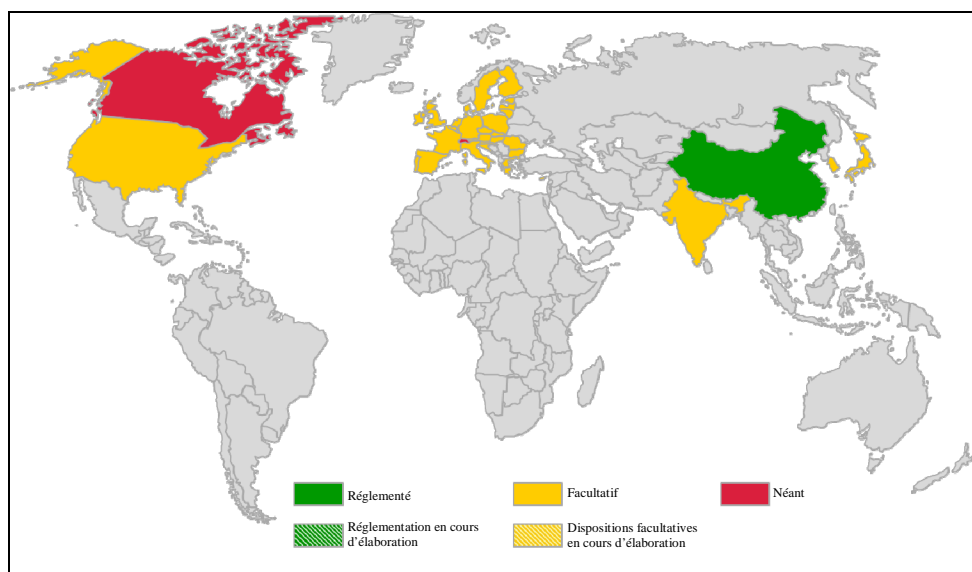 Réglementé
Facultatif
Néant
Réglementation en cours
d’élaboration
Dispositions facultatives
en cours d’élaboration